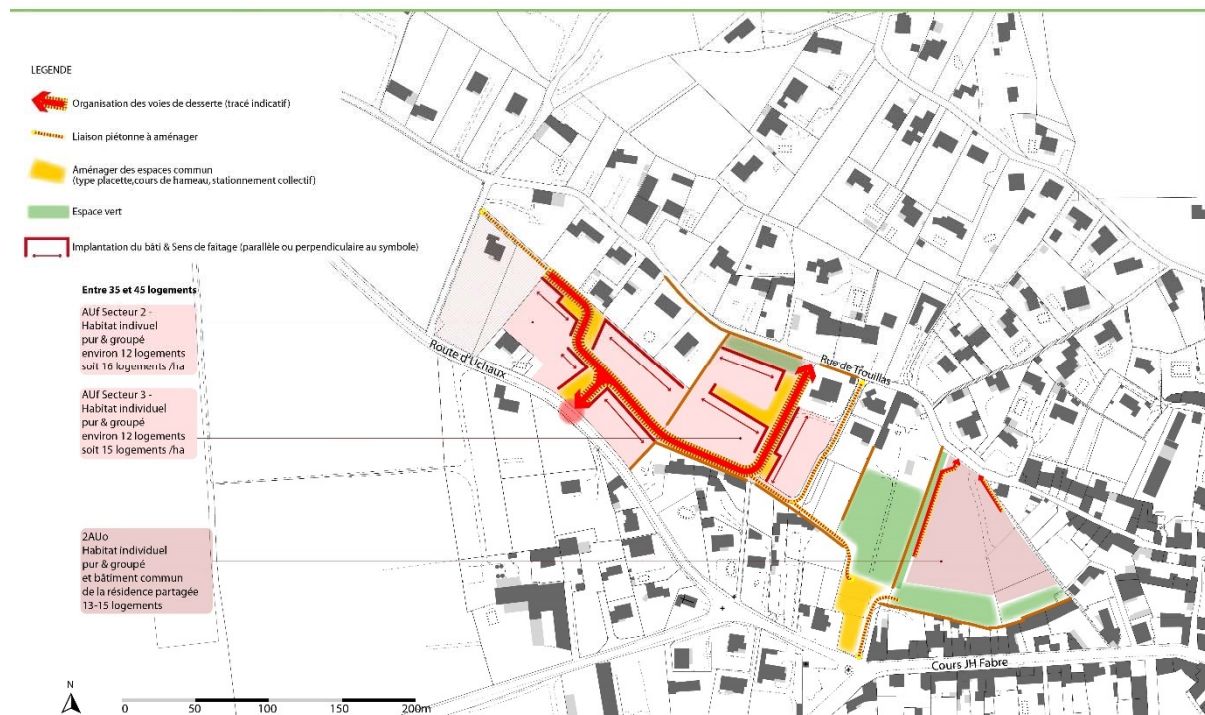 LEGENDE
Organisation des voies de desserte (tracé indicatif)
Liaison piétonne à aménager
Aménager des espaces commun
(type placette,cours de hameau, stationnement collectif)
Espace vert
Implantation du bâti & Sens de faîtage (parallèle ou perpendiculaire au symbole)
Entre 35 et 45 logements
AUf Secteur 2 -
Habitat indivuel
pur & groupé
environ 12 logements
soit 16 logements /ha
AUf Secteur 3 -
Habitat individuel
pur & groupé
environ 12 logements
soit 15 logements /ha
2AUo
Habitat individuel
pur & groupé
et bâtiment commun
de la résidence partagée
13-15 logements
Route d'Uchaux
Rue de Trouillas
Cours JH Fabre
N
0 50 100 150 200m